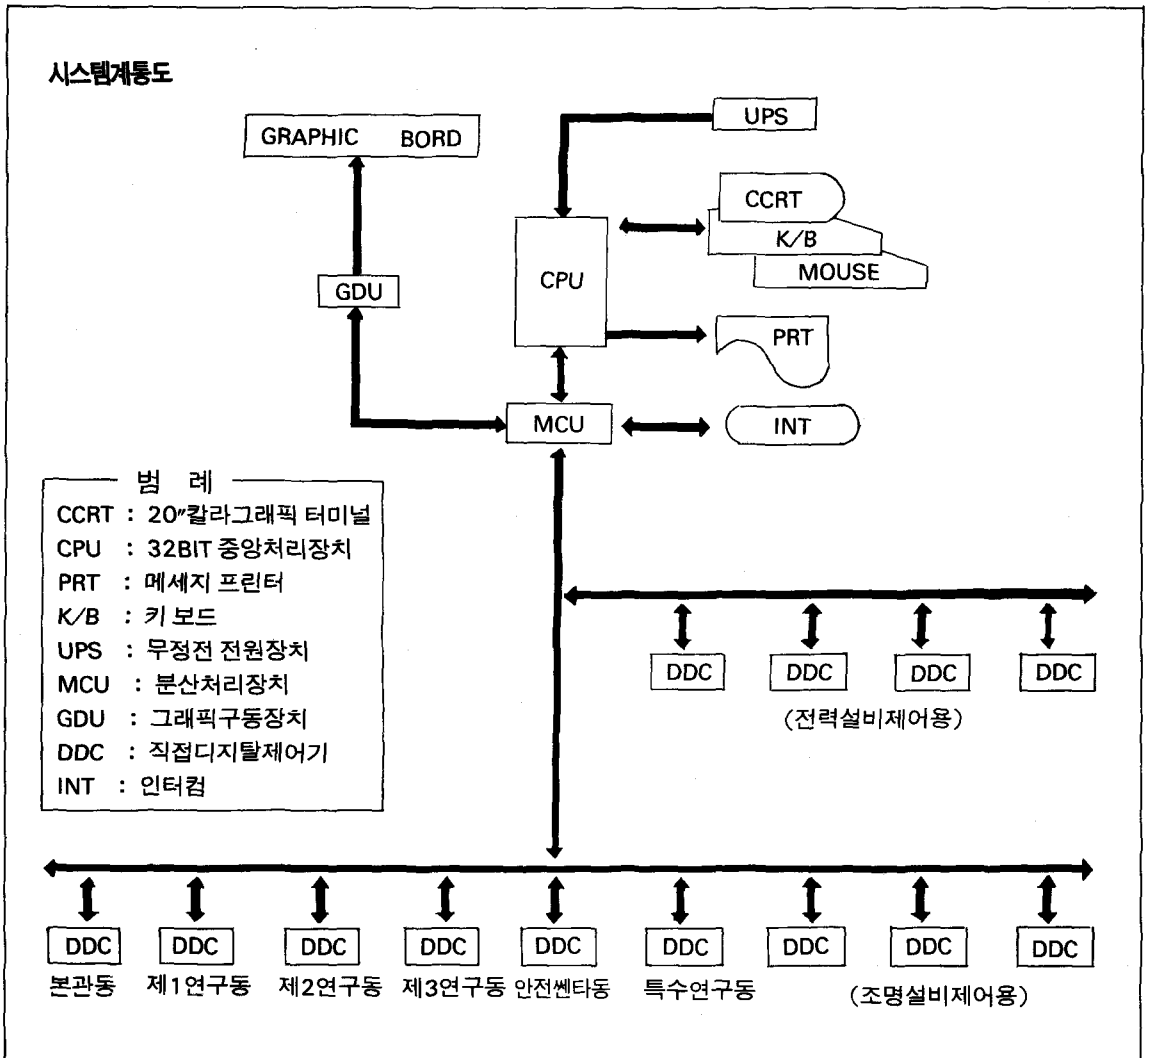 시스템계통도
UPS
GRAPHIC BORD
CCRT
K/B
MOUSE
CPU
GDU
PRT
MCU
INT
범 례
CCRT : 20″칼라그래픽 터미널
CPU : 32BIT 중앙처리장치
PRT : 메세지 프린터
K/B : 키 보드
UPS : 무정전 전원장치
MCU : 분산처리장치
GDU : 그래픽구동장치
DDC : 직접디지탈제어기
INT : 인터컴
DDC DDC DDC DDC
(전력설비제어용)
DDC DDC DDC DDC DDC DDC DDC DDC DDC
본관동 제1연구동 제2연구동 제3연구동 안전쎈타동 특수연구동 (조명설비제어용)